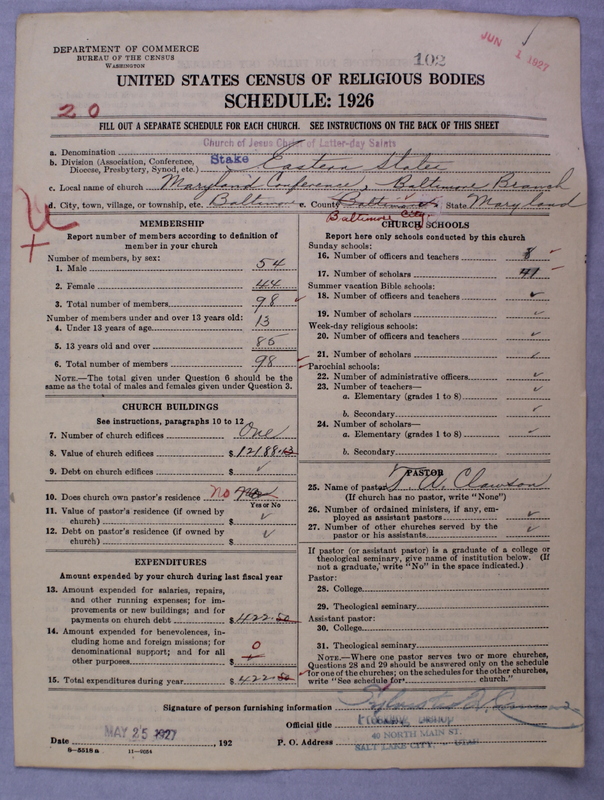 DEPARTMENT OF COMMERCE
BUREAU OF THE CENSUS
WASHINGTON
102
JUN 1 1927
UNITED STATES CENSUS OF RELIGIOUS BODIES
SCHEDULE: 1926
20
FILL OUT A SEPARATE SCHEDULE FOR EACH CHURCH. SEE INSTRUCTIONS ON THE BACK OF THIS SHEET
a. Denomination Church of Jesus Christ of Latter-day Saints
b. Division (Association, Conference, Diocese, Presbytery, Synod, etc.) Stake Eastern States
c. Local name of church Maryland Conference, Baltimore Branch
d. City, town, village, or township, etc. Baltimore e. County Baltimore State Maryland
Baltimore City
MEMBERSHIP
Report number of members according to definition of
member in your church
Number of members, by sex:
1. Male 54
2. Female 44
3. Total number of members 98
Number of members under and over 13 years old:
4. Under 13 years of age 13
5. 13 years old and over 85
6. Total number of members 98
NOTE.—The total given under Question 6 should be the
same as the total of males and females given under Question 3.
CHURCH BUILDINGS
See instructions, paragraphs 10 to 12
7. Number of church edifices One
8. Value of church edifices $12188.13
9. Debt on church edifices $
10. Does church own pastor's residence No
Yes or No
11. Value of pastor's residence (if owned by
church) $
12. Debt on pastor's residence (if owned by
church) $
EXPENDITURES
Amount expended by your church during last fiscal year
13. Amount expended for salaries, repairs,
and other running expenses; for im-
provements or new buildings; and for
payments on church debt $422.80
14. Amount expended for benevolences, in-
cluding home and foreign missions; for
denominational support; and for all
other purposes $ 0
15. Total expenditures during year $422.80
CHURCH SCHOOLS
Report here only schools conducted by this church
Sunday schools:
16. Number of officers and teachers 8
17. Number of scholars 41
Summer vacation Bible schools:
18. Number of officers and teachers
19. Number of scholars
Week-day religious schools:
20. Number of officers and teachers
21. Number of scholars
Parochial schools:
22. Number of administrative officers
23. Number of teachers—
a. Elementary (grades 1 to 8)
b. Secondary
24. Number of scholars—
a. Elementary (grades 1 to 8)
b. Secondary
PASTOR
25. Name of pastor Clawson
(If church has no pastor, write "None")
26. Number of ordained ministers, if any, em-
ployed as assistant pastors
27. Number of other churches served by the
pastor or his assistants
If pastor (or assistant pastor) is a graduate of a college or
theological seminary, give name of institution below. (If
not a graduate, write "No" in the space indicated.)
Pastor:
28. College
29. Theological seminary
Assistant pastor:
30. College
31. Theological seminary
NOTE.—Where one pastor serves two or more churches,
Questions 28 and 29 should be answered only on the schedule
for one of the churches; on the schedules for the other churches,
write "See schedule for church."
Signature of person furnishing information
Official title
Date MAY 25 1927, 192 P. O. Address 40 NORTH MAIN ST.
SALT LAKE CITY - UTAH
8—5518 a 11—9054